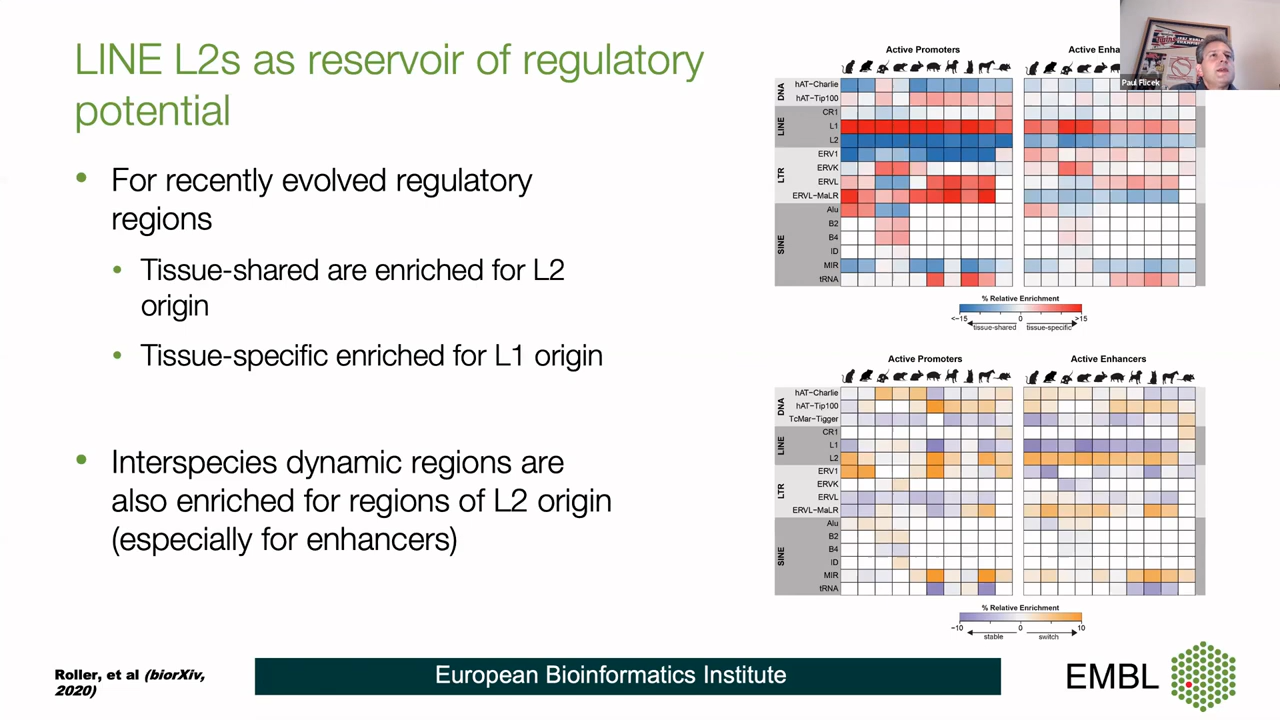 LINE L2s as reservoir of regulatory
potential
• For recently evolved regulatory
regions
• Tissue-shared are enriched for L2
origin
• Tissue-specific enriched for L1 origin
• Interspecies dynamic regions are
also enriched for regions of L2 origin
(especially for enhancers)
Active Promoters
Active Enha
DNA
hAT−Charlie
hAT−Tip100
LINE
CR1
L1
L2
LTR
ERV1
ERVK
ERVL
ERVL−MaLR
SINE
Alu
B2
B4
ID
MIR
tRNA
% Relative Enrichment
<−15 0 >15
tissue-shared tissue-specific
Active Promoters
Active Enhancers
DNA
hAT−Charlie
hAT−Tip100
TcMar−Tigger
LINE
CR1
L1
L2
LTR
ERV1
ERVK
ERVL
ERVL−MaLR
SINE
Alu
B2
B4
ID
MIR
tRNA
% Relative Enrichment
−10 0 10
stable switch
Paul Flicek
Roller, et al (biorXiv,
2020)
European Bioinformatics Institute
EMBL